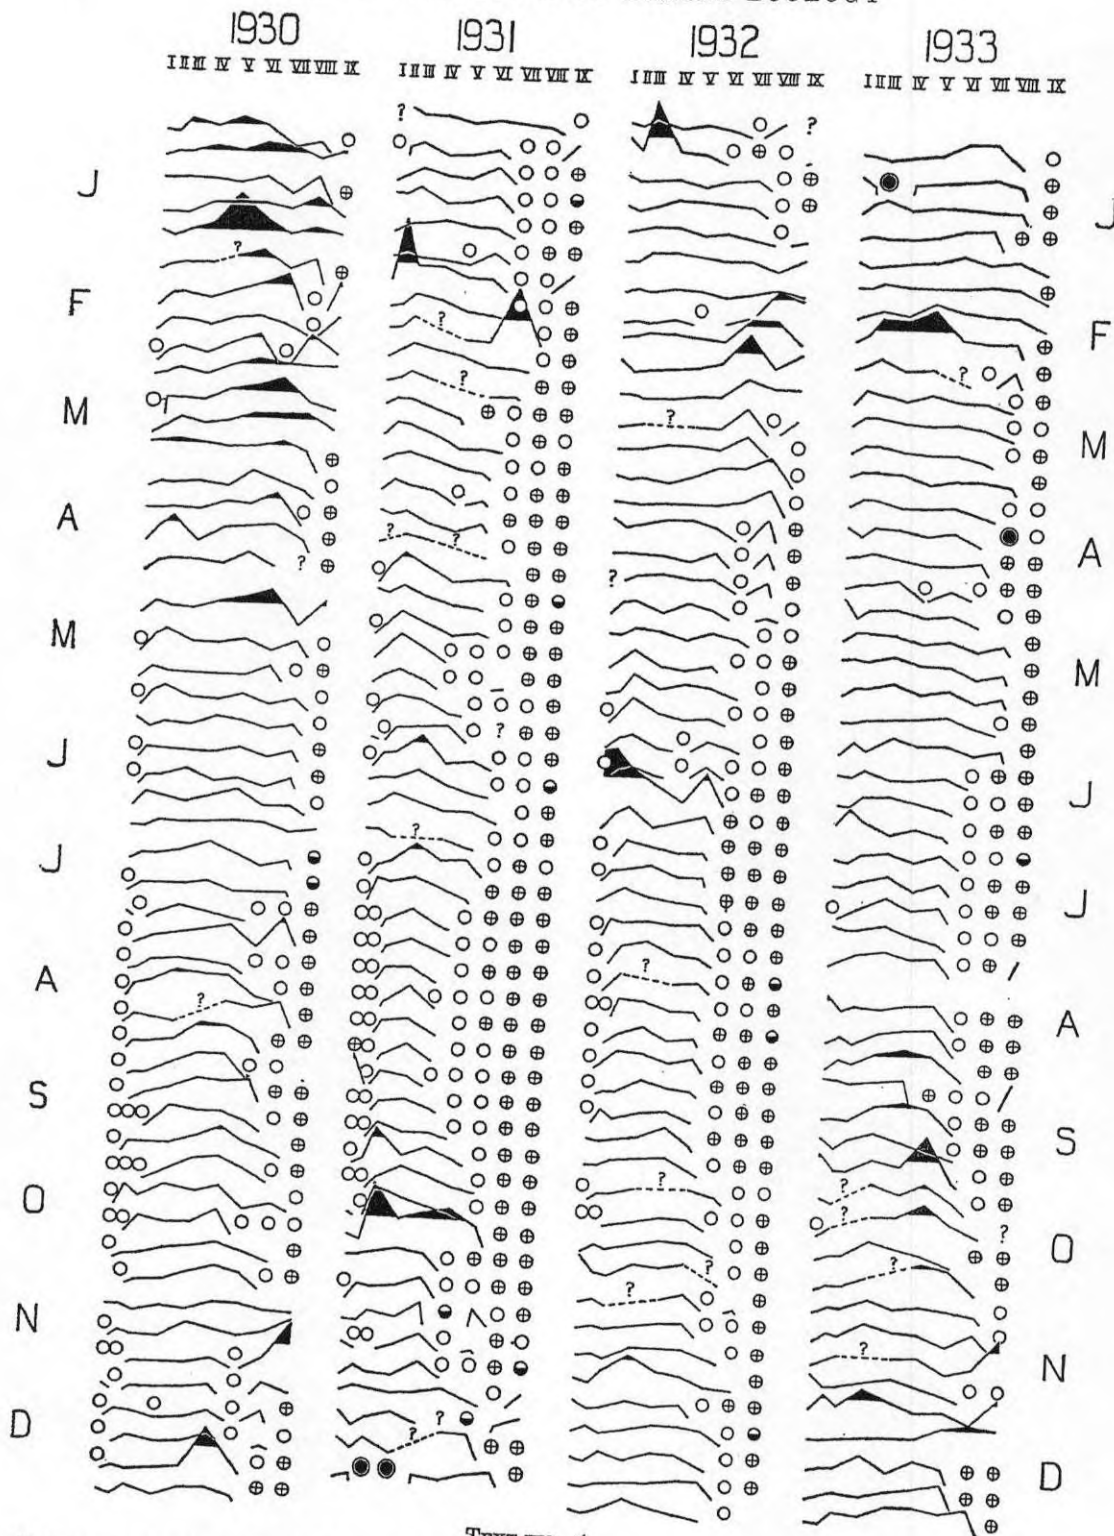 1930 1931 1932 1933
I II III IV V VI VII VIII IX I II III IV V VI VII VIII IX I II III IV V VI VII VIII IX I II III IV V VI VII VIII IX
? ?
J J
?
F F
?
? ?
M ? M
A ? ? A
? ?
M M
?
J J
?
J J
A ? ? A
S S
? ?
O ? ? O
? ?
N ? N
? ?
D D